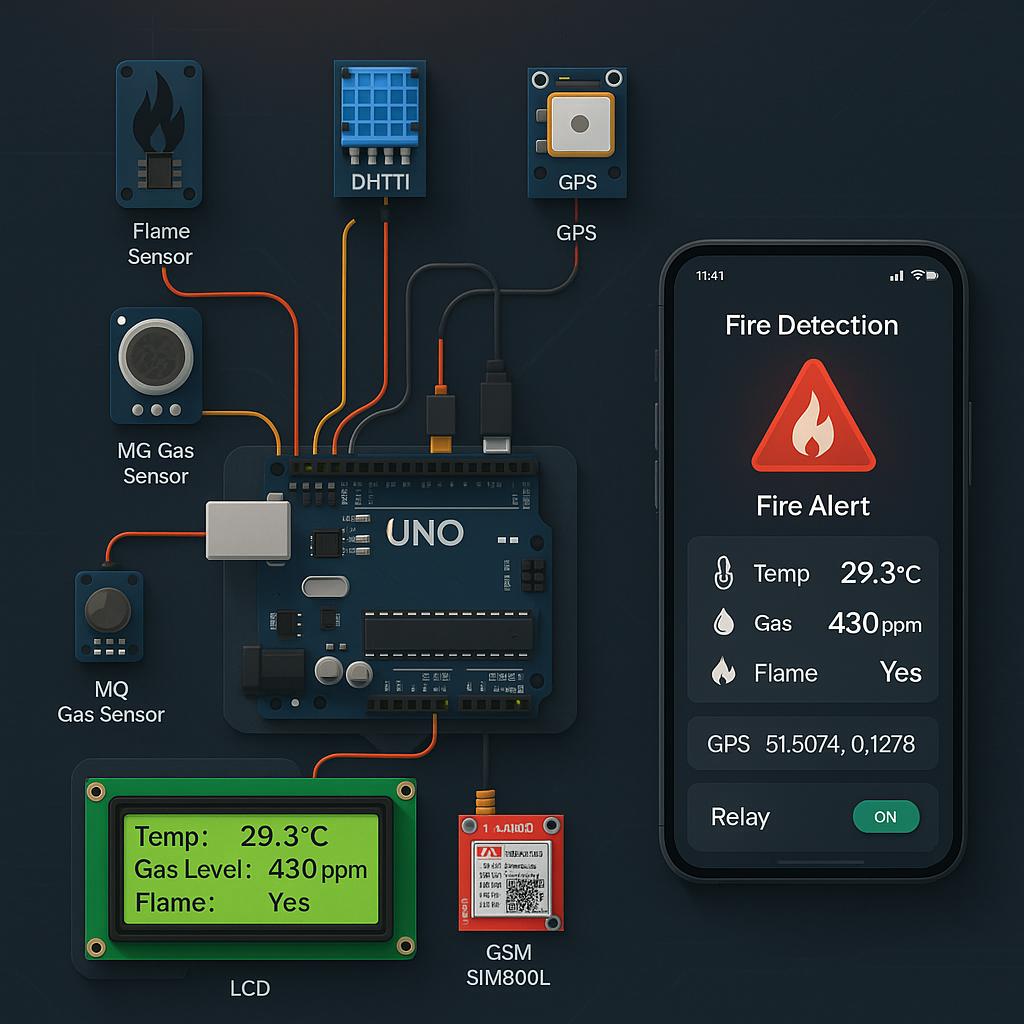 DHTTI
GPS
Flame
Sensor
GPS
MG Gas
Sensor
UNO
MQ
Gas Sensor
Temp: 29.3°C
Gas Level: 430 ppm
Flame: Yes
LCD
GSM
SIM800L
11:41
Fire Detection
Fire Alert
Temp 29.3°C
Gas 430 ppm
Flame Yes
GPS 51.5074, 0,1278
Relay ON